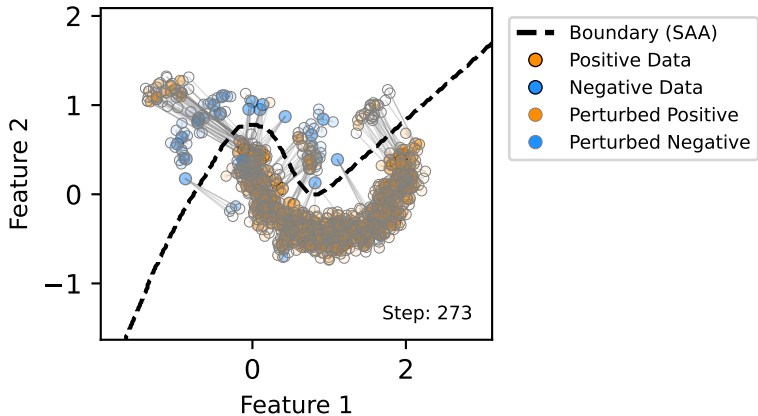 2
1
0
−1
Feature 2
0
2
Feature 1
Step: 273
Boundary (SAA)
Positive Data
Negative Data
Perturbed Positive
Perturbed Negative